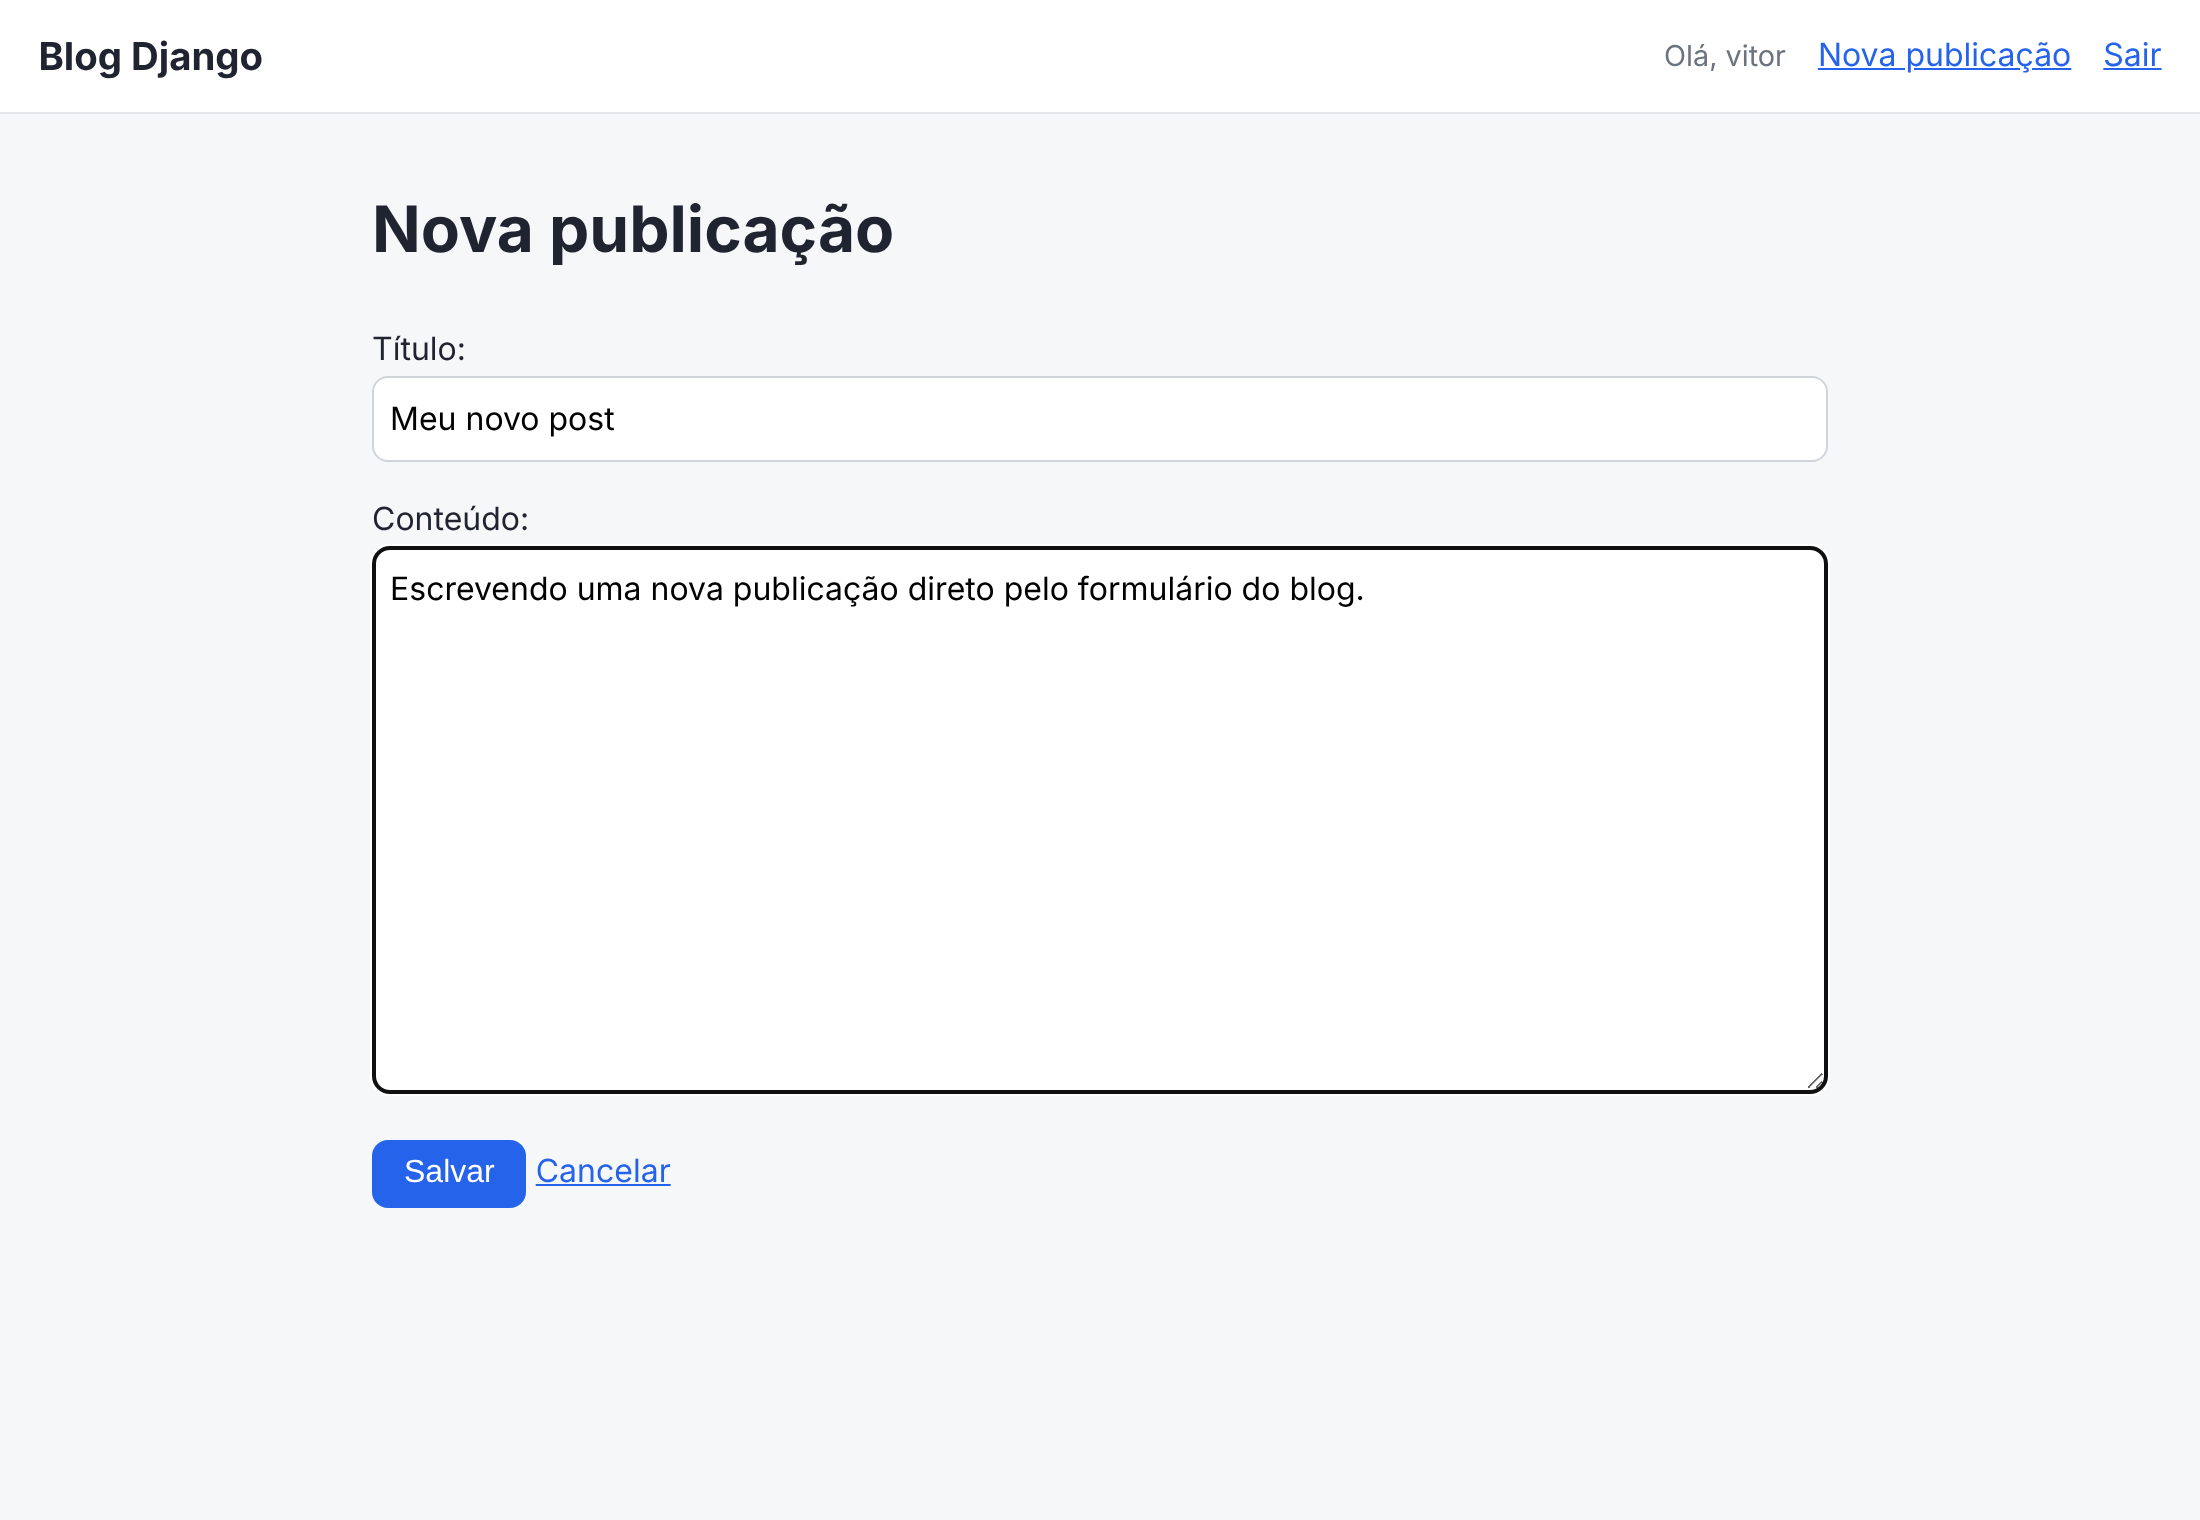 Blog Django
Olá, vitor Nova publicação Sair
Nova publicação
Título:
Meu novo post
Conteúdo:
Escrevendo uma nova publicação direto pelo formulário do blog.
Salvar Cancelar